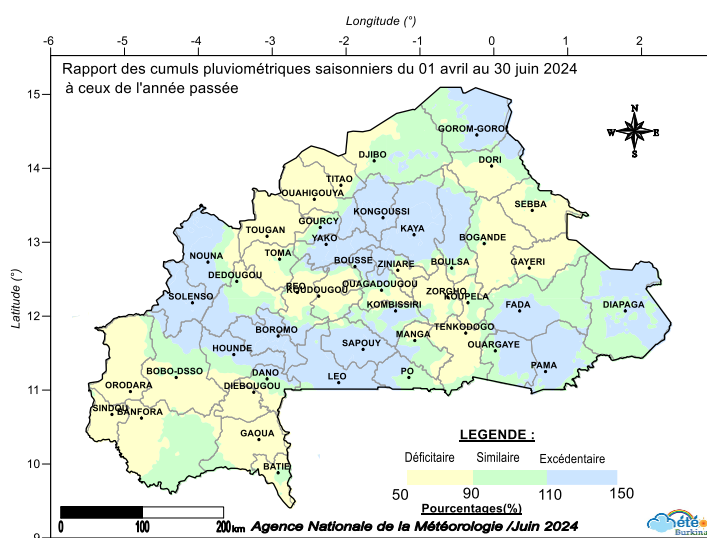 Longitude (°)
-6 -5 -4 -3 -2 -1 0 1 2
Rapport des cumuls pluviométriques saisonniers du 01 avril au 30 juin 2024
à ceux de l'année passée
Latitude (°)
15
14
13
12
11
10
9
N
W E
S
GOROM-GOROM
DJIBO
DORI
TITAO
OUAHIGOUYA
SEBBA
KONGOUSSI
GOURCY
TOUGAN
KAYA
YAKO
BOGANDE
TOMA
NOUNA
BOUSSE
ZINIARE
BOULSA
GAYERI
DEDOUGOU
REO
KOUDOUGOU
OUAGADOUGOU
ZORGHO
KOUPELA
SOLENSO
KOMBISSIRI
FADA
DIAPAGA
BOROMO
MANGA
TENKODOGO
HOUNDE
SAPOUY
OUARGAYE
BOBO-DSSO
DANO
LEO
PO
PAMA
ORODARA
DIEBOUGOU
SINDOU
BANFORA
GAOUA
BATIE
LEGENDE :
Déficitaire Similaire Excédentaire
50 90 110 150
Pourcentages(%)
0 100 200 km
Agence Nationale de la Météorologie /Juin 2024
été
Burkina